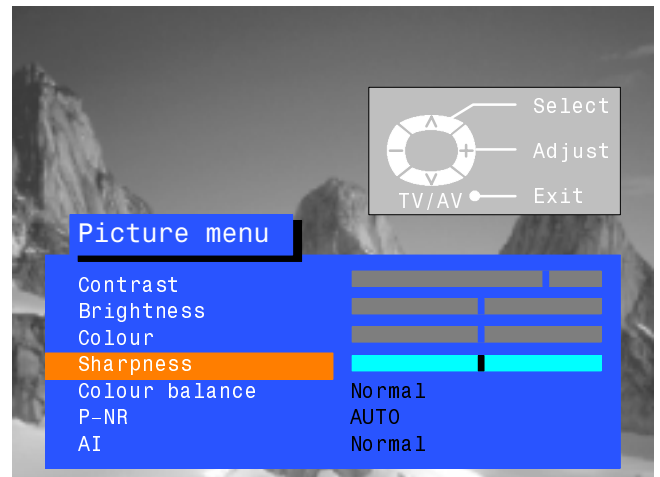 Select
Adjust
TV/AV Exit
Picture menu
Contrast
Brightness
Colour
Sharpness
Colour balance Normal
P-NR AUTO
AI Normal